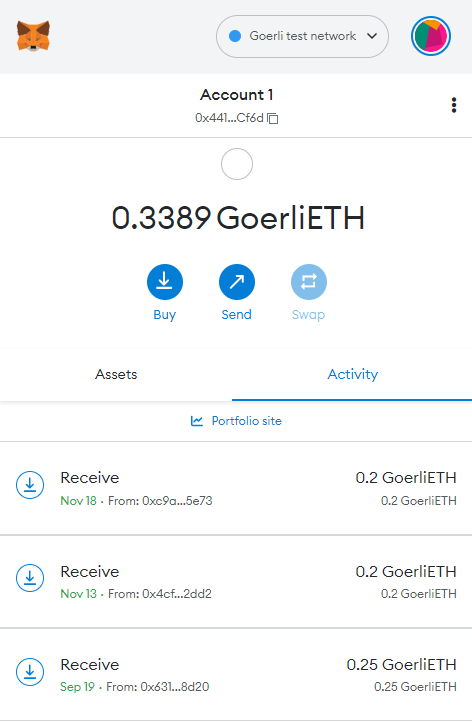 Goerli test network
Account 1
0x441...Cf6d
0.3389 GoerliETH
Buy
Send
Swap
Assets
Activity
Portfolio site
Receive
0.2 GoerliETH
Nov 18 · From: 0xc9a...5e73
0.2 GoerliETH
Receive
0.2 GoerliETH
Nov 13 · From: 0x4cf...2dd2
0.2 GoerliETH
Receive
0.25 GoerliETH
Sep 19 · From: 0x631...8d20
0.25 GoerliETH